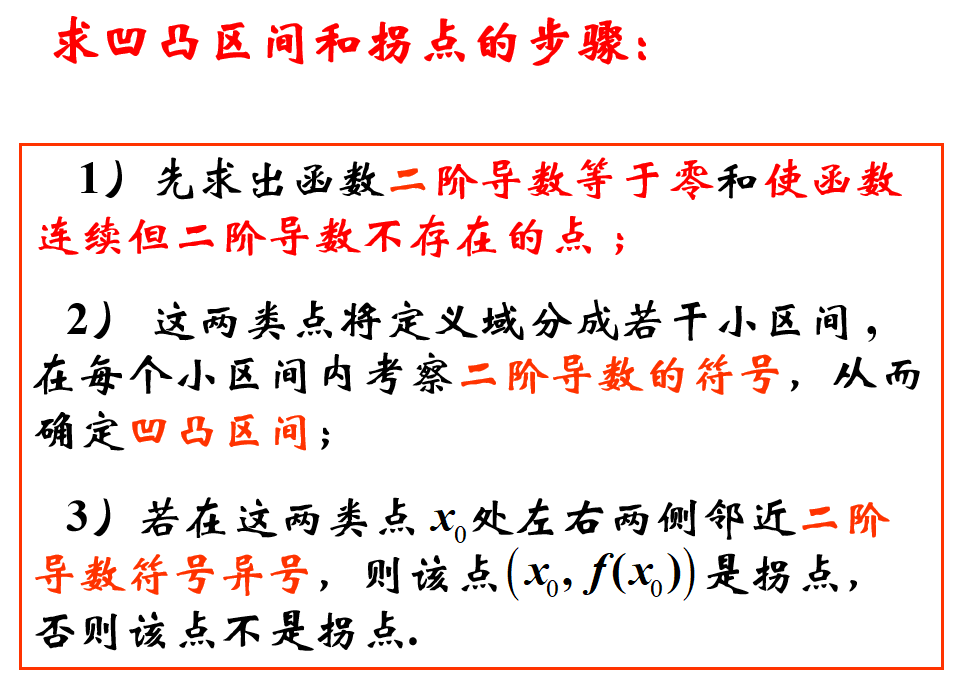 求凹凸区间和拐点的步骤：
1）先求出函数二阶导数等于零和使函数
连续但二阶导数不存在的点；
2） 这两类点将定义域分成若干小区间，
在每个小区间内考察二阶导数的符号，从而
确定凹凸区间；
3）若在这两类点 x₀处左右两侧邻近二阶
导数符号异号，则该点(x₀, f(x₀))是拐点，
否则该点不是拐点.